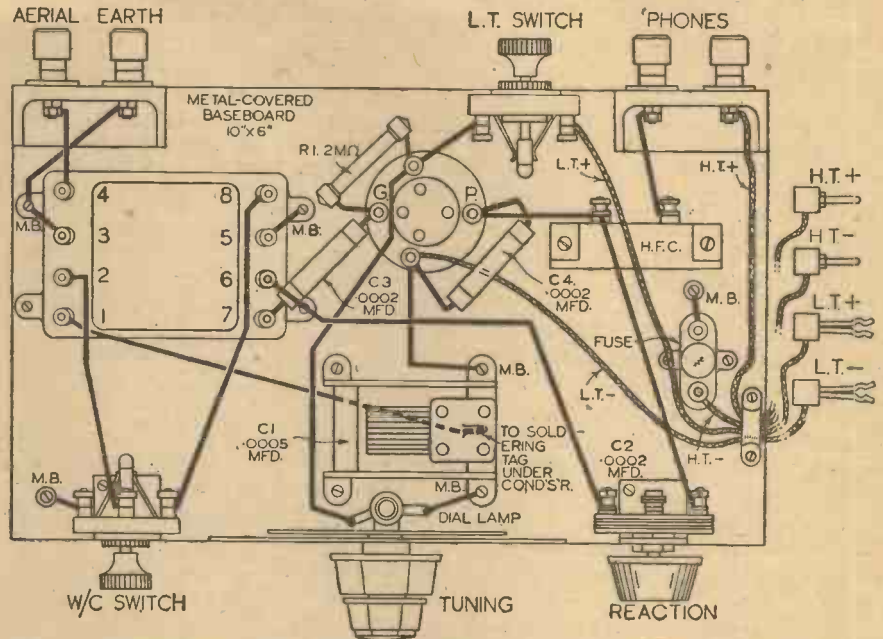 AERIAL EARTH
L.T. SWITCH
PHONES
METAL-COVERED
BASEBOARD
10"X 6"
R1. 2MΩ
L.T.+
H.T.+
H.T.+
4
8
G
P
M.B.
M.B.
3
5
H.F.C.
H T-
2
6
C3
.0002
MFD.
C4.
.0002
MFD.
M.B.
1
7
FUSE
L.T.+
M.B.
L.T.-
L.T.-
C1
.0005
MFD.
TO SOLD-
ERING
TAG
UNDER
COND'S'R.
C2
.0002
MFD.
H.T.-
M.B.
M.B.
DIAL LAMP
W/C SWITCH
TUNING
REACTION